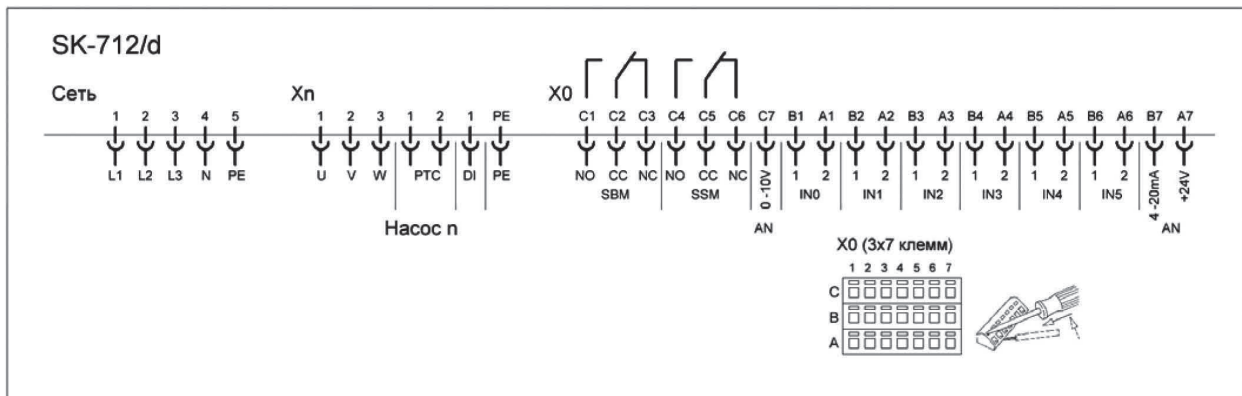 SK-712/d
Сеть Xn X0
1 2 3 4 5 1 2 3 1 2 1 PE C1 C2 C3 C4 C5 C6 C7 B1 A1 B2 A2 B3 A3 B4 A4 B5 A5 B6 A6 B7 A7
L1 L2 L3 N PE U V W PTC DI PE NO CC NC NO CC NC 0 -10V 1 2 1 2 1 2 1 2 1 2 1 2 4 -20mA +24V
SBM SSM IN0 IN1 IN2 IN3 IN4 IN5
Насос n AN AN
X0 (3x7 клемм)
1 2 3 4 5 6 7
C
B
A